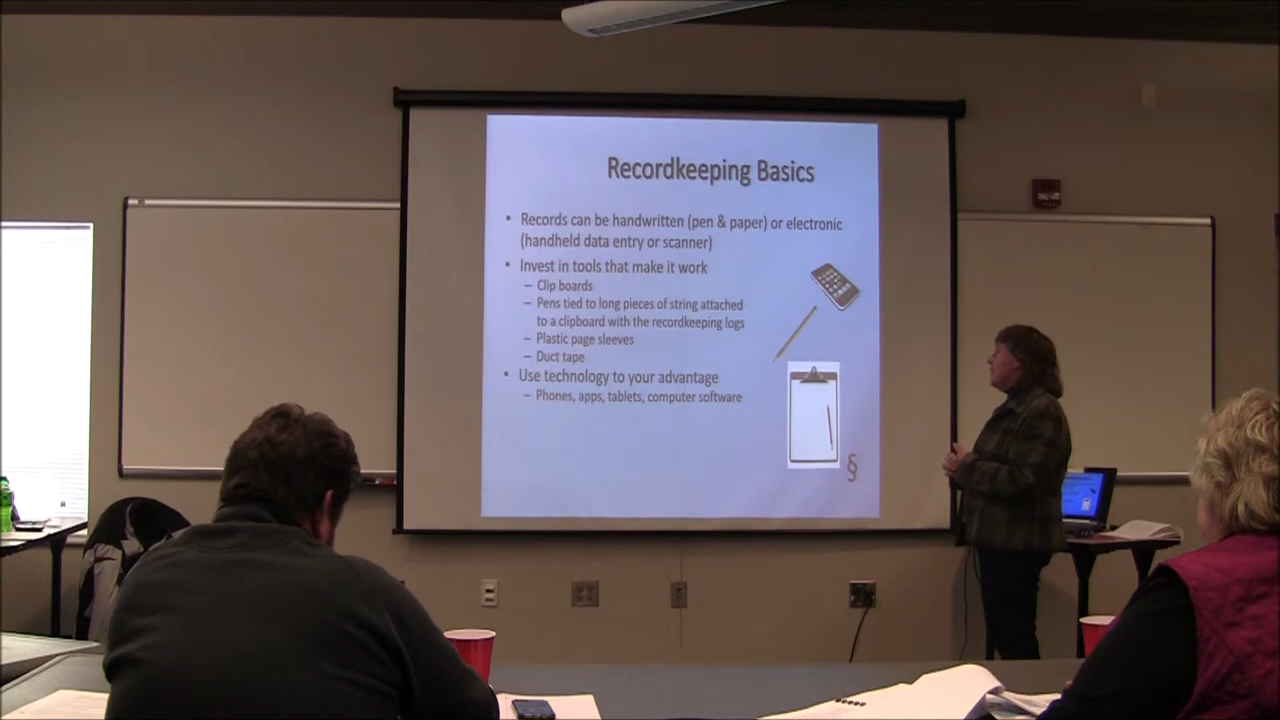 Recordkeeping Basics
• Records can be handwritten (pen & paper) or electronic
(handheld data entry or scanner)
• Invest in tools that make it work
– Clip boards
– Pens tied to long pieces of string attached
to a clipboard with the recordkeeping logs
– Plastic page sleeves
– Duct tape
• Use technology to your advantage
– Phones, apps, tablets, computer software
§